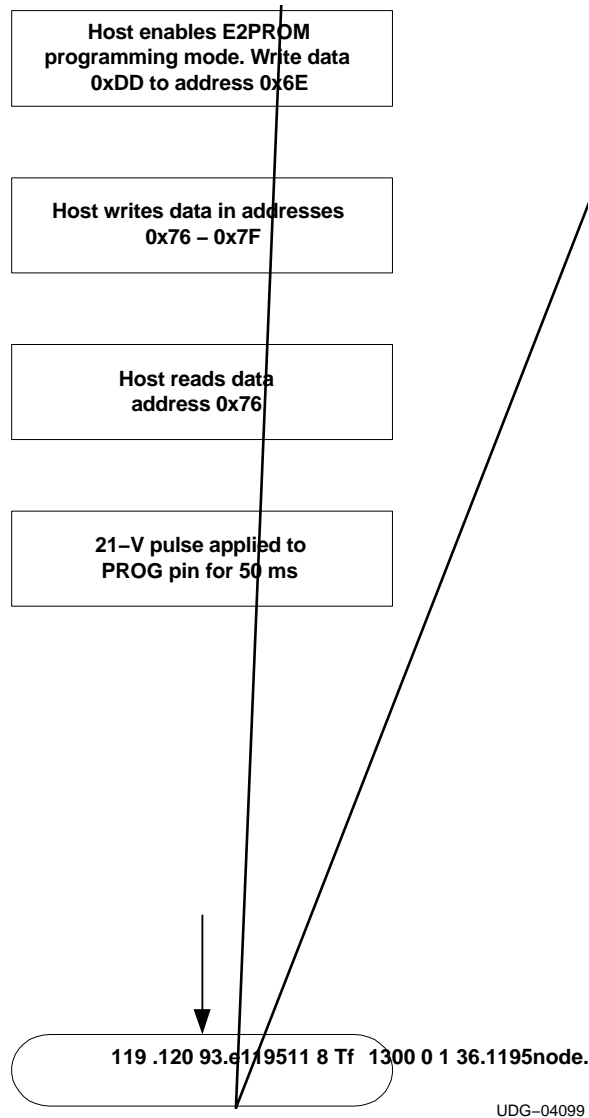 Host enables E2PROM
programming mode. Write data
0xDD to address 0x6E
Host writes data in addresses
0x76 – 0x7F
Host reads data
address 0x76
21–V pulse applied to
PROG pin for 50 ms
119 .120 93.e119511 8 Tf 1300 0 1 36.1195node.
UDG–04099